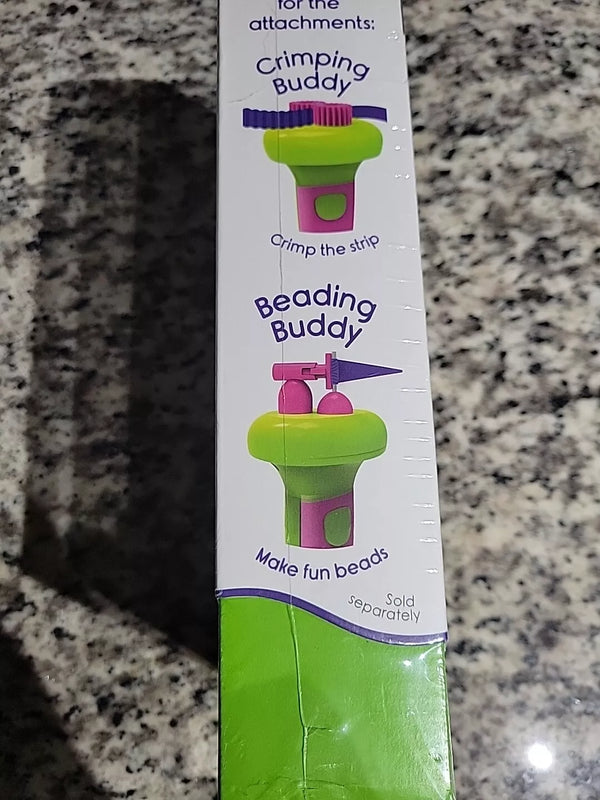 for the
attachments:
Crimping
Buddy
Crimp the strip
Beading
Buddy
Make fun beads
Sold
separately